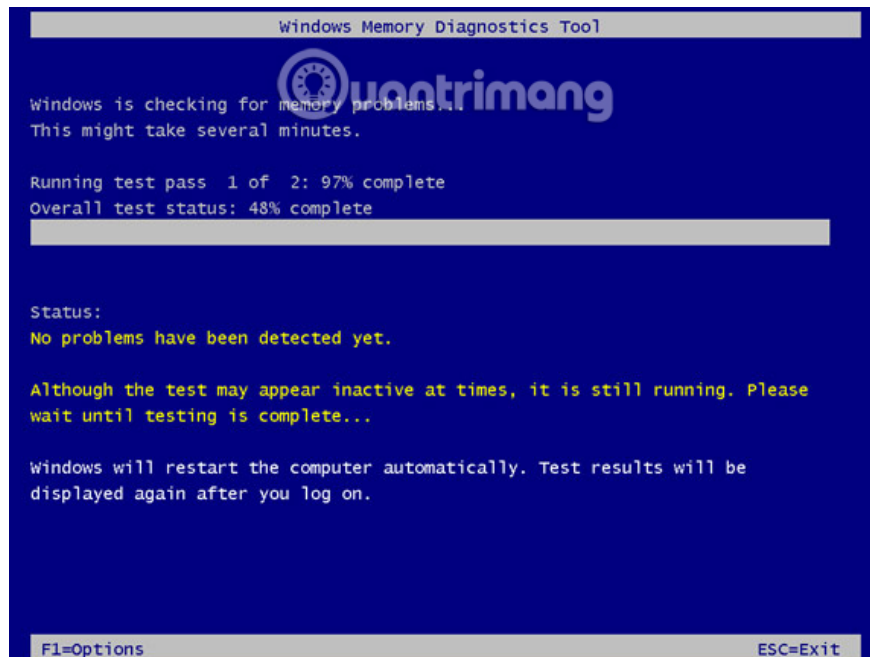 Windows Memory Diagnostics Tool
Quantrimang
Windows is checking for memory problems...
This might take several minutes.
Running test pass  1 of  2: 97% complete
Overall test status: 48% complete
Status:
No problems have been detected yet.
Although the test may appear inactive at times, it is still running. Please
wait until testing is complete...
Windows will restart the computer automatically. Test results will be
displayed again after you log on.
F1=Options ESC=Exit